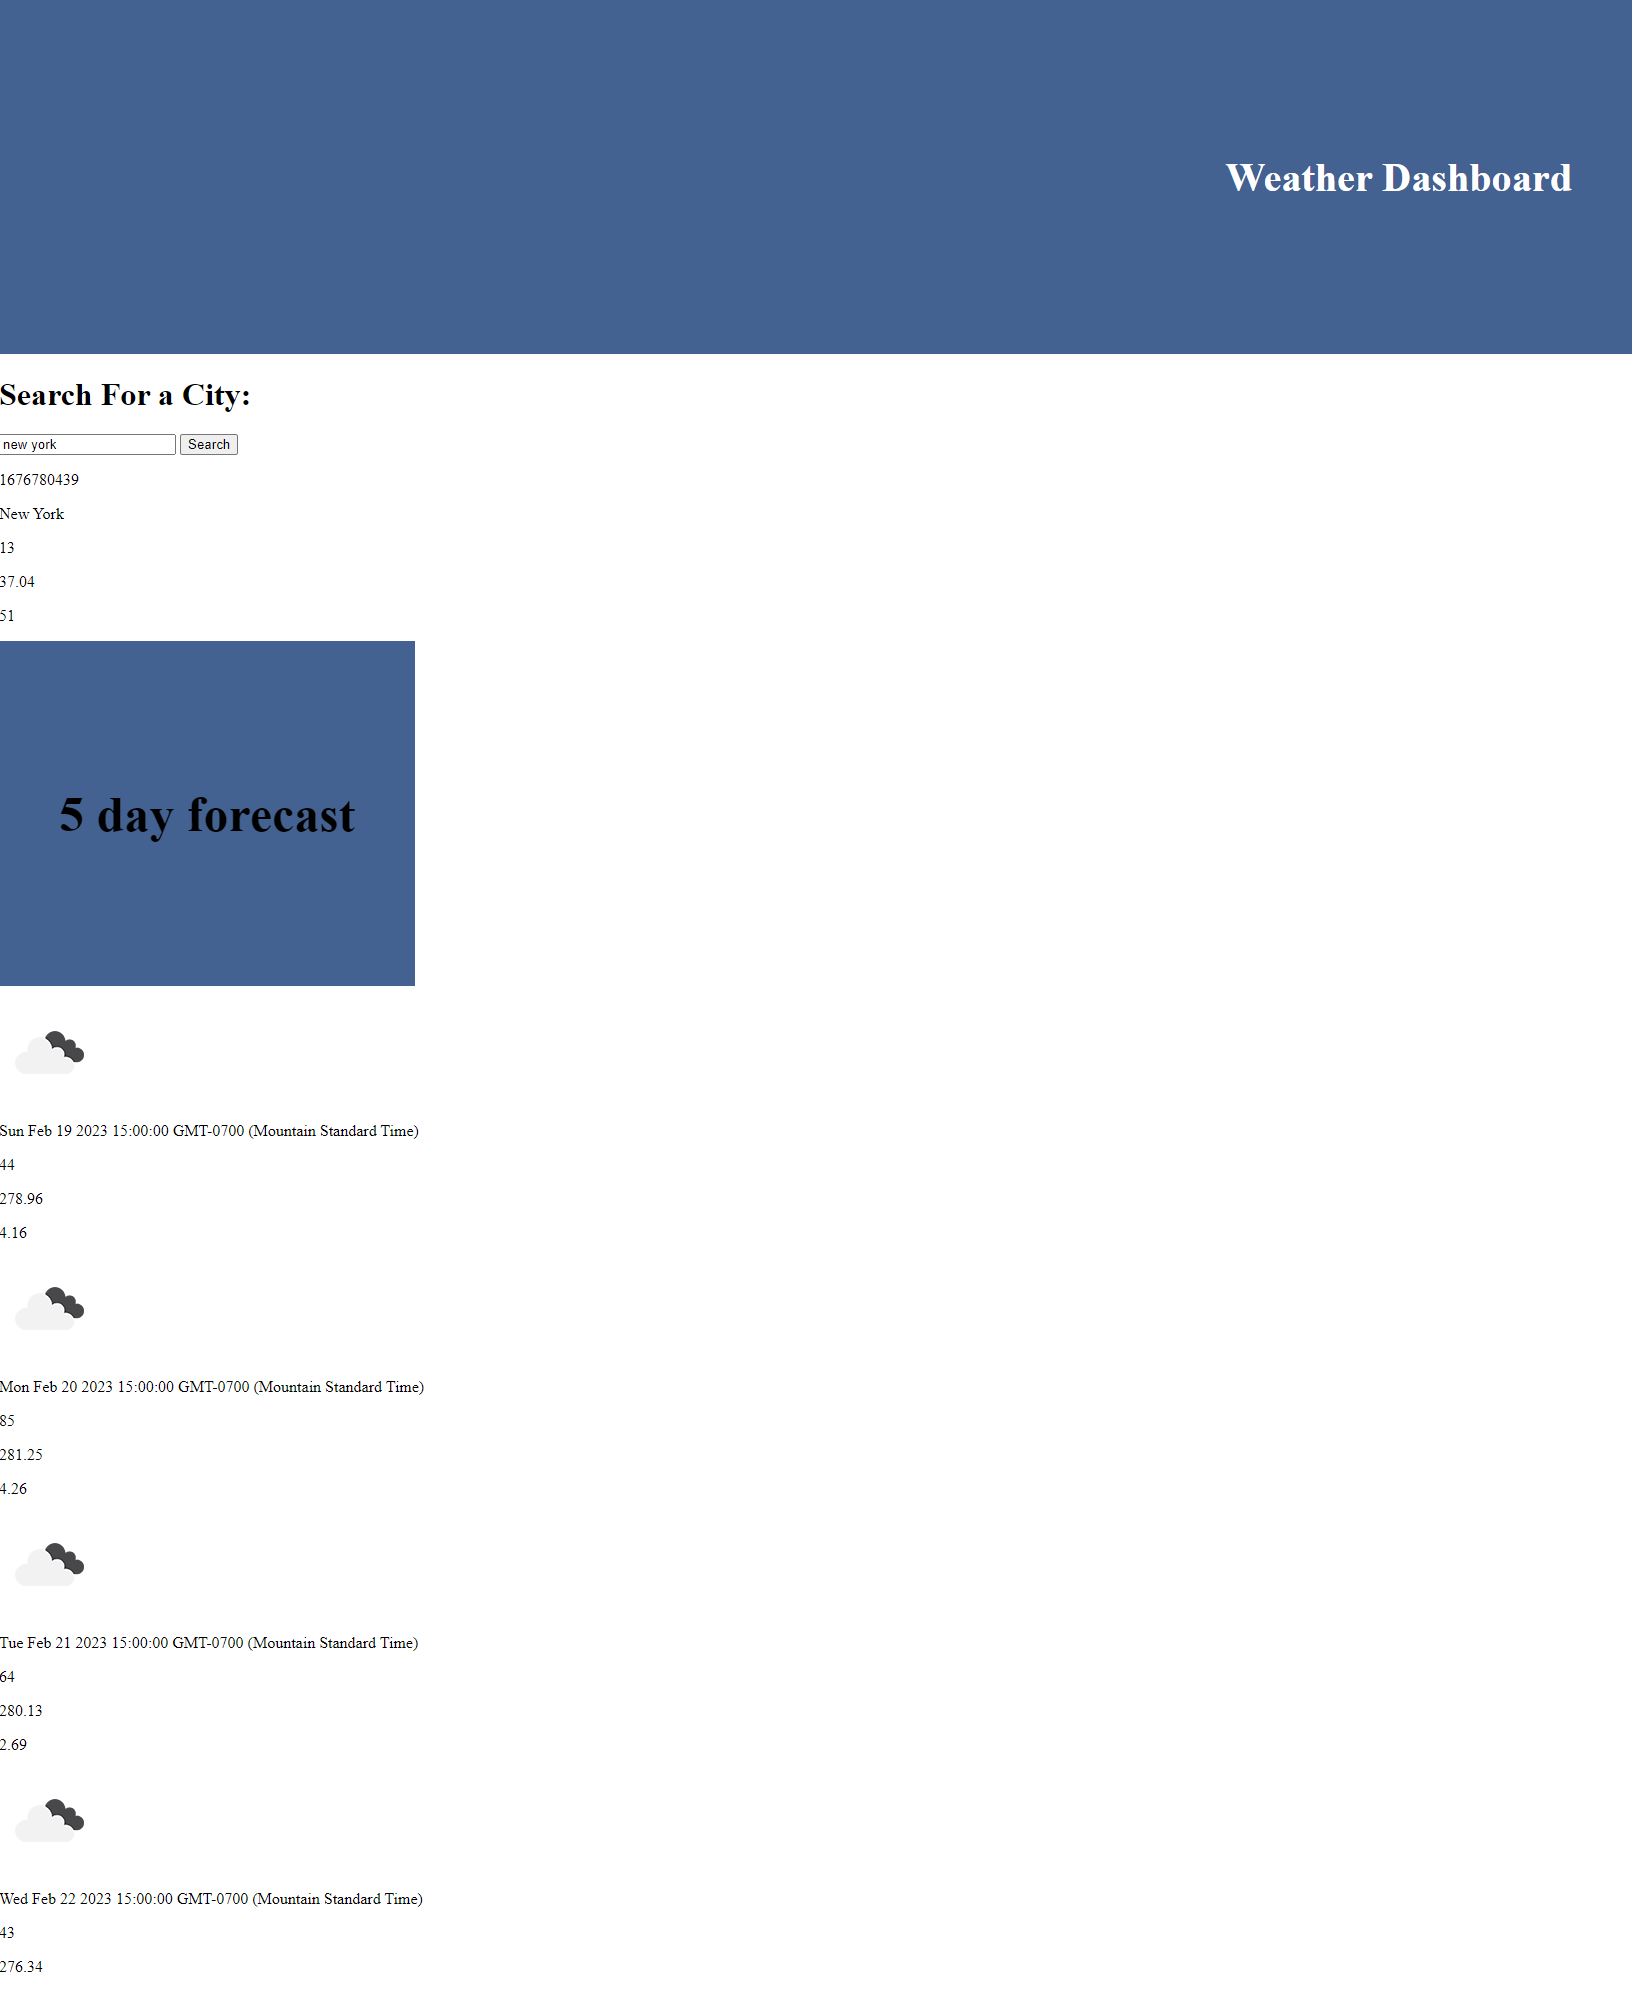 Weather Dashboard
Search For a City:
new york Search
1676780439
New York
13
37.04
51
5 day forecast
Sun Feb 19 2023 15:00:00 GMT-0700 (Mountain Standard Time)
44
278.96
4.16
Mon Feb 20 2023 15:00:00 GMT-0700 (Mountain Standard Time)
85
281.25
4.26
Tue Feb 21 2023 15:00:00 GMT-0700 (Mountain Standard Time)
64
280.13
2.69
Wed Feb 22 2023 15:00:00 GMT-0700 (Mountain Standard Time)
43
276.34